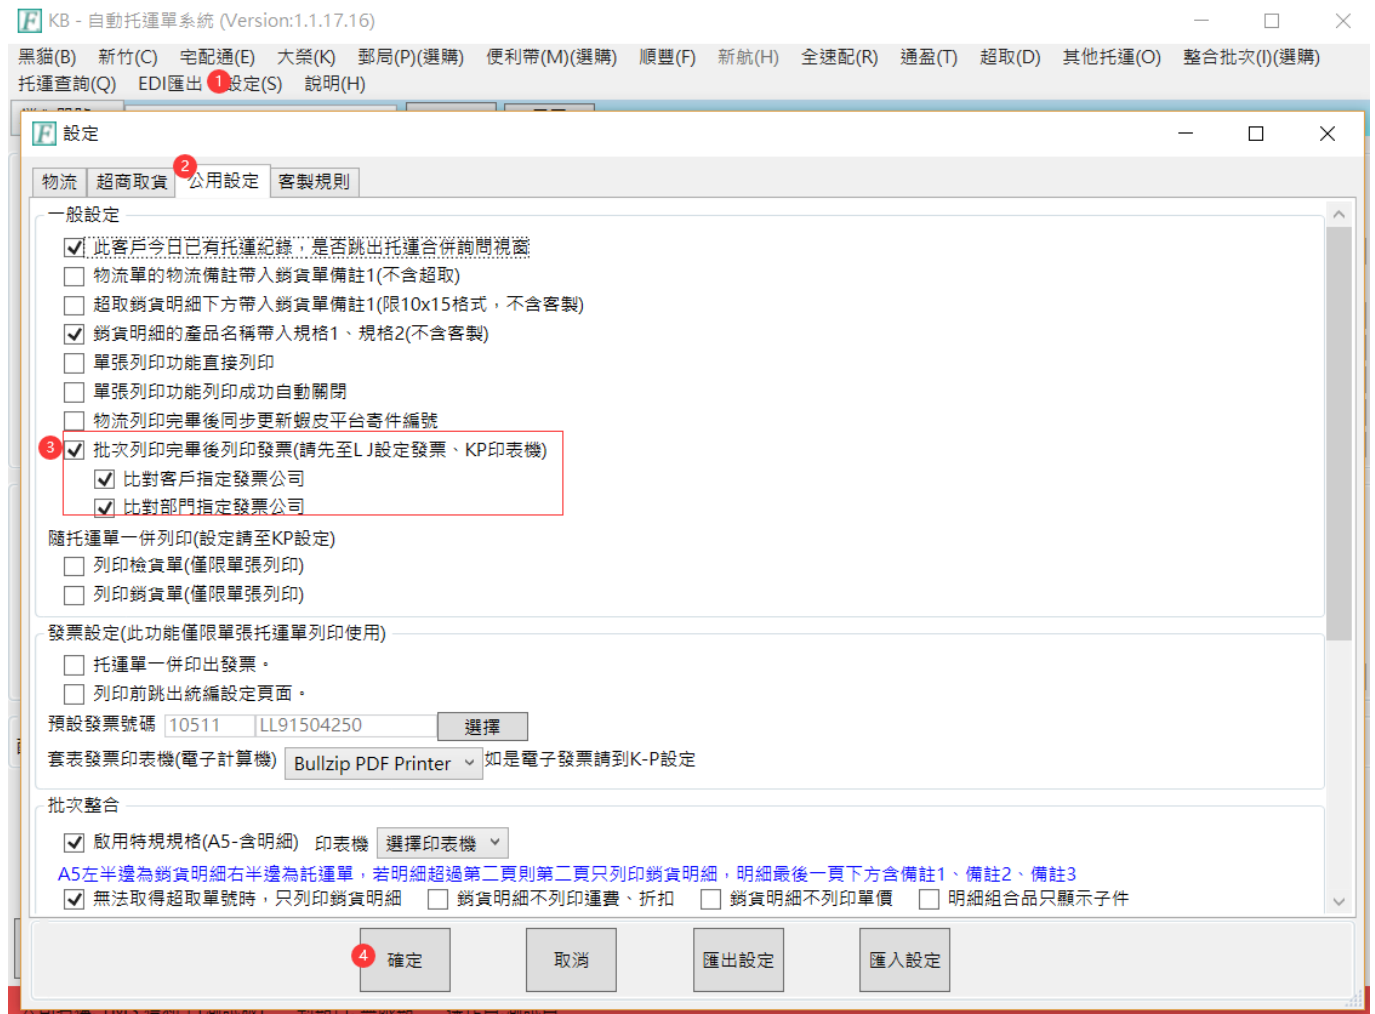 KB - 自動托運單系統 (Version:1.1.17.16)
黑貓(B) 新竹(C) 宅配通(E) 大榮(K) 郵局(P)(選購) 便利帶(M)(選購) 順豐(F) 新航(H) 全速配(R) 通盈(T) 超取(D) 其他托運(O) 整合批次(I)(選購)
托運查詢(Q) EDI匯出 1 設定(S) 說明(H)
設定
2
物流 超商取貨 公用設定 客製規則
一般設定
此客戶今日已有托運紀錄，是否跳出托運合併詢問視窗
物流單的物流備註帶入銷貨單備註1(不含超取)
超取銷貨明細下方帶入銷貨單備註1(限10x15格式，不含客製)
銷貨明細的產品名稱帶入規格1、規格2(不含客製)
單張列印功能直接列印
單張列印功能列印成功自動關閉
物流列印完畢後同步更新蝦皮平台寄件編號
3 批次列印完畢後列印發票(請先至L J設定發票、KP印表機)
比對客戶指定發票公司
比對部門指定發票公司
隨托運單一併列印(設定請至KP設定)
列印檢貨單(僅限單張列印)
列印銷貨單(僅限單張列印)
發票設定(此功能僅限單張托運單列印使用)
托運單一併印出發票。
列印前跳出統編設定頁面。
預設發票號碼 10511 LL91504250 選擇
套表發票印表機(電子計算機) Bullzip PDF Printer 如是電子發票請到K-P設定
批次整合
啟用特規規格(A5-含明細) 印表機 選擇印表機
A5左半邊為銷貨明細右半邊為託運單，若明細超過第二頁則第二頁只列印銷貨明細，明細最後一頁下方含備註1、備註2、備註3
無法取得超取單號時，只列印銷貨明細 銷貨明細不列印運費、折扣 銷貨明細不列印單價 明細組合品只顯示子件
4 確定 取消 匯出設定 匯入設定